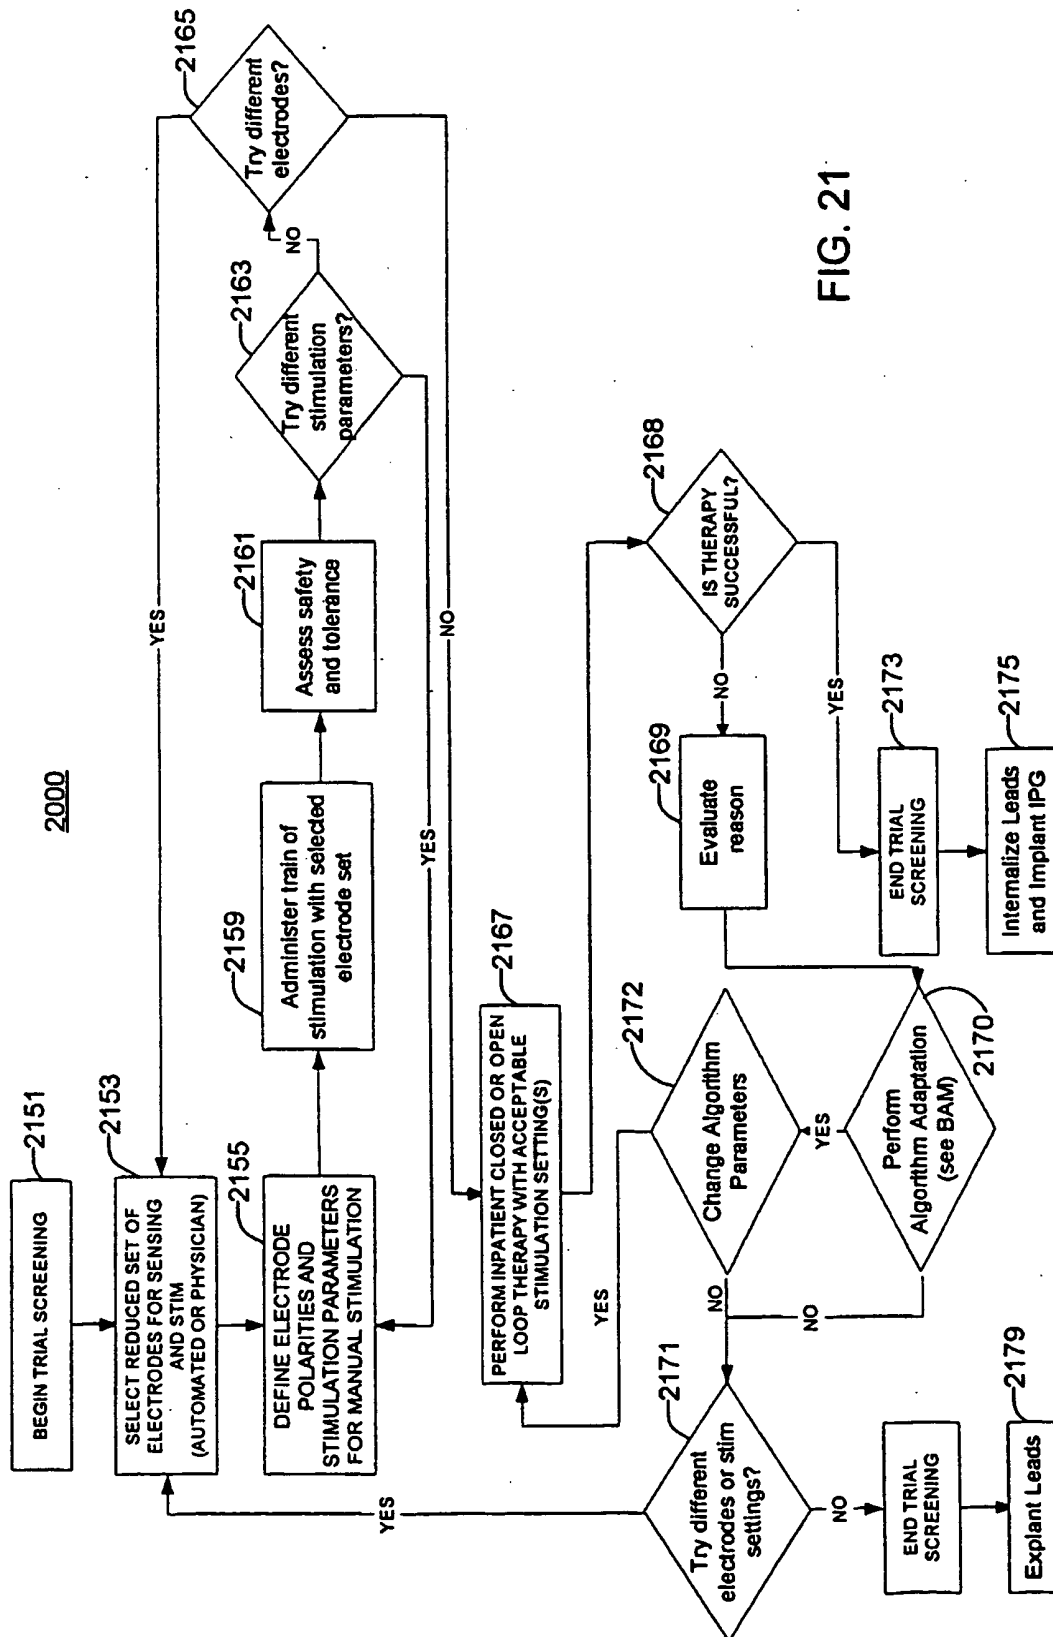 2000
2151
BEGIN TRIAL SCREENING
2153
SELECT REDUCED SET OF
ELECTRODES FOR SENSING
AND STIM
(AUTOMATED OR PHYSICIAN)
2155
DEFINE ELECTRODE
POLARITIES AND
STIMULATION PARAMETERS
FOR MANUAL STIMULATION
2159
Administer train of
stimulation with selected
electrode set
2161
Assess safety
and tolerance
2163
Try different
stimulation
parameters?
NO
YES
2165
Try different
electrodes?
YES
NO
2167
PERFORM INPATIENT CLOSED OR OPEN
LOOP THERAPY WITH ACCEPTABLE
STIMULATION SETTING(S)
2168
IS THERAPY
SUCCESSFUL?
NO
YES
2169
Evaluate
reason
2170
Perform
Algorithm Adaptation
(see BAM)
YES
NO
2172
Change Algorithm
Parameters
YES
NO
2171
Try different
electrodes or stim
settings?
YES
NO
END TRIAL
SCREENING
2179
Explant Leads
2173
END TRIAL
SCREENING
2175
Internalize Leads
and Implant IPG
FIG. 21